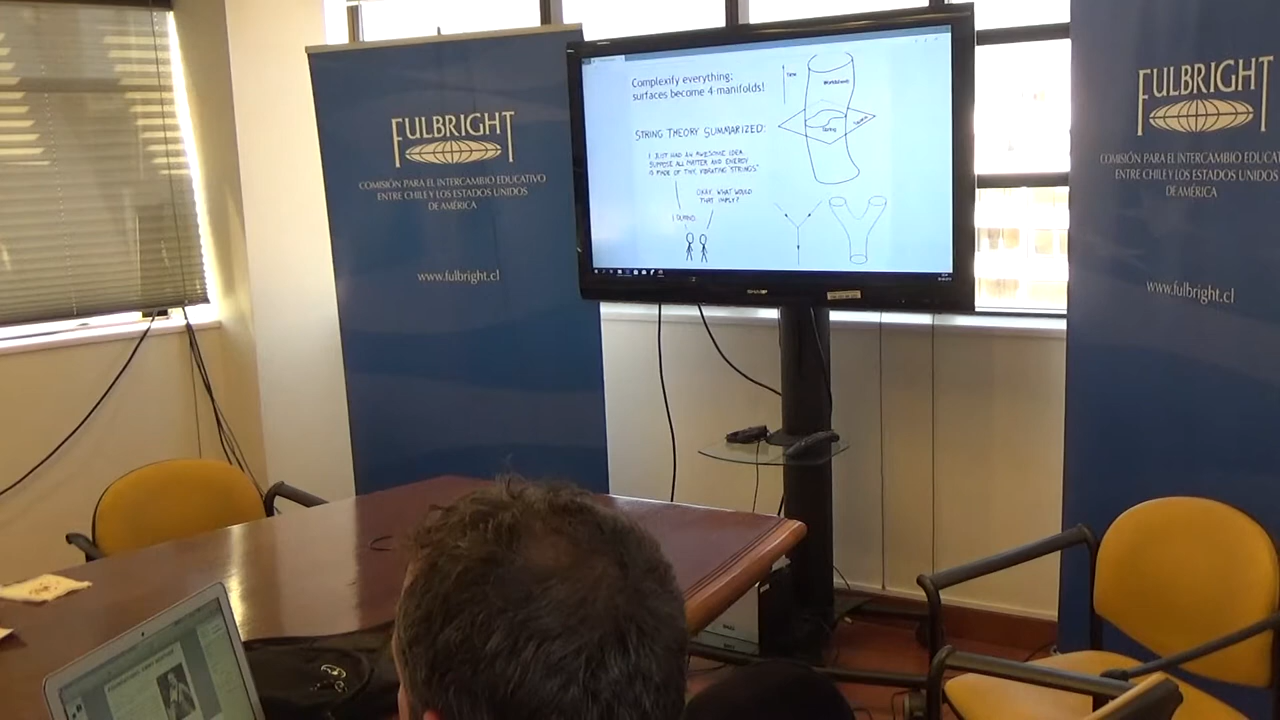 FULBRIGHT
COMISIÓN PARA EL INTERCAMBIO EDUCATIVO
ENTRE CHILE Y LOS ESTADOS UNIDOS
DE AMÉRICA
www.fulbright.cl
Complexify everything:
surfaces become 4-manifolds!
STRING THEORY SUMMARIZED:
I JUST HAD AN AWESOME IDEA.
SUPPOSE ALL MATTER AND ENERGY
IS MADE OF TINY, VIBRATING "STRINGS."
OKAY. WHAT WOULD
THAT IMPLY?
I DUNNO.
SHARP
FULBRIGHT
COMISIÓN PARA EL INTERCAMBIO EDUCATIVO
ENTRE CHILE Y LOS ESTADOS UNIDOS
DE AMÉRICA
www.fulbright.cl